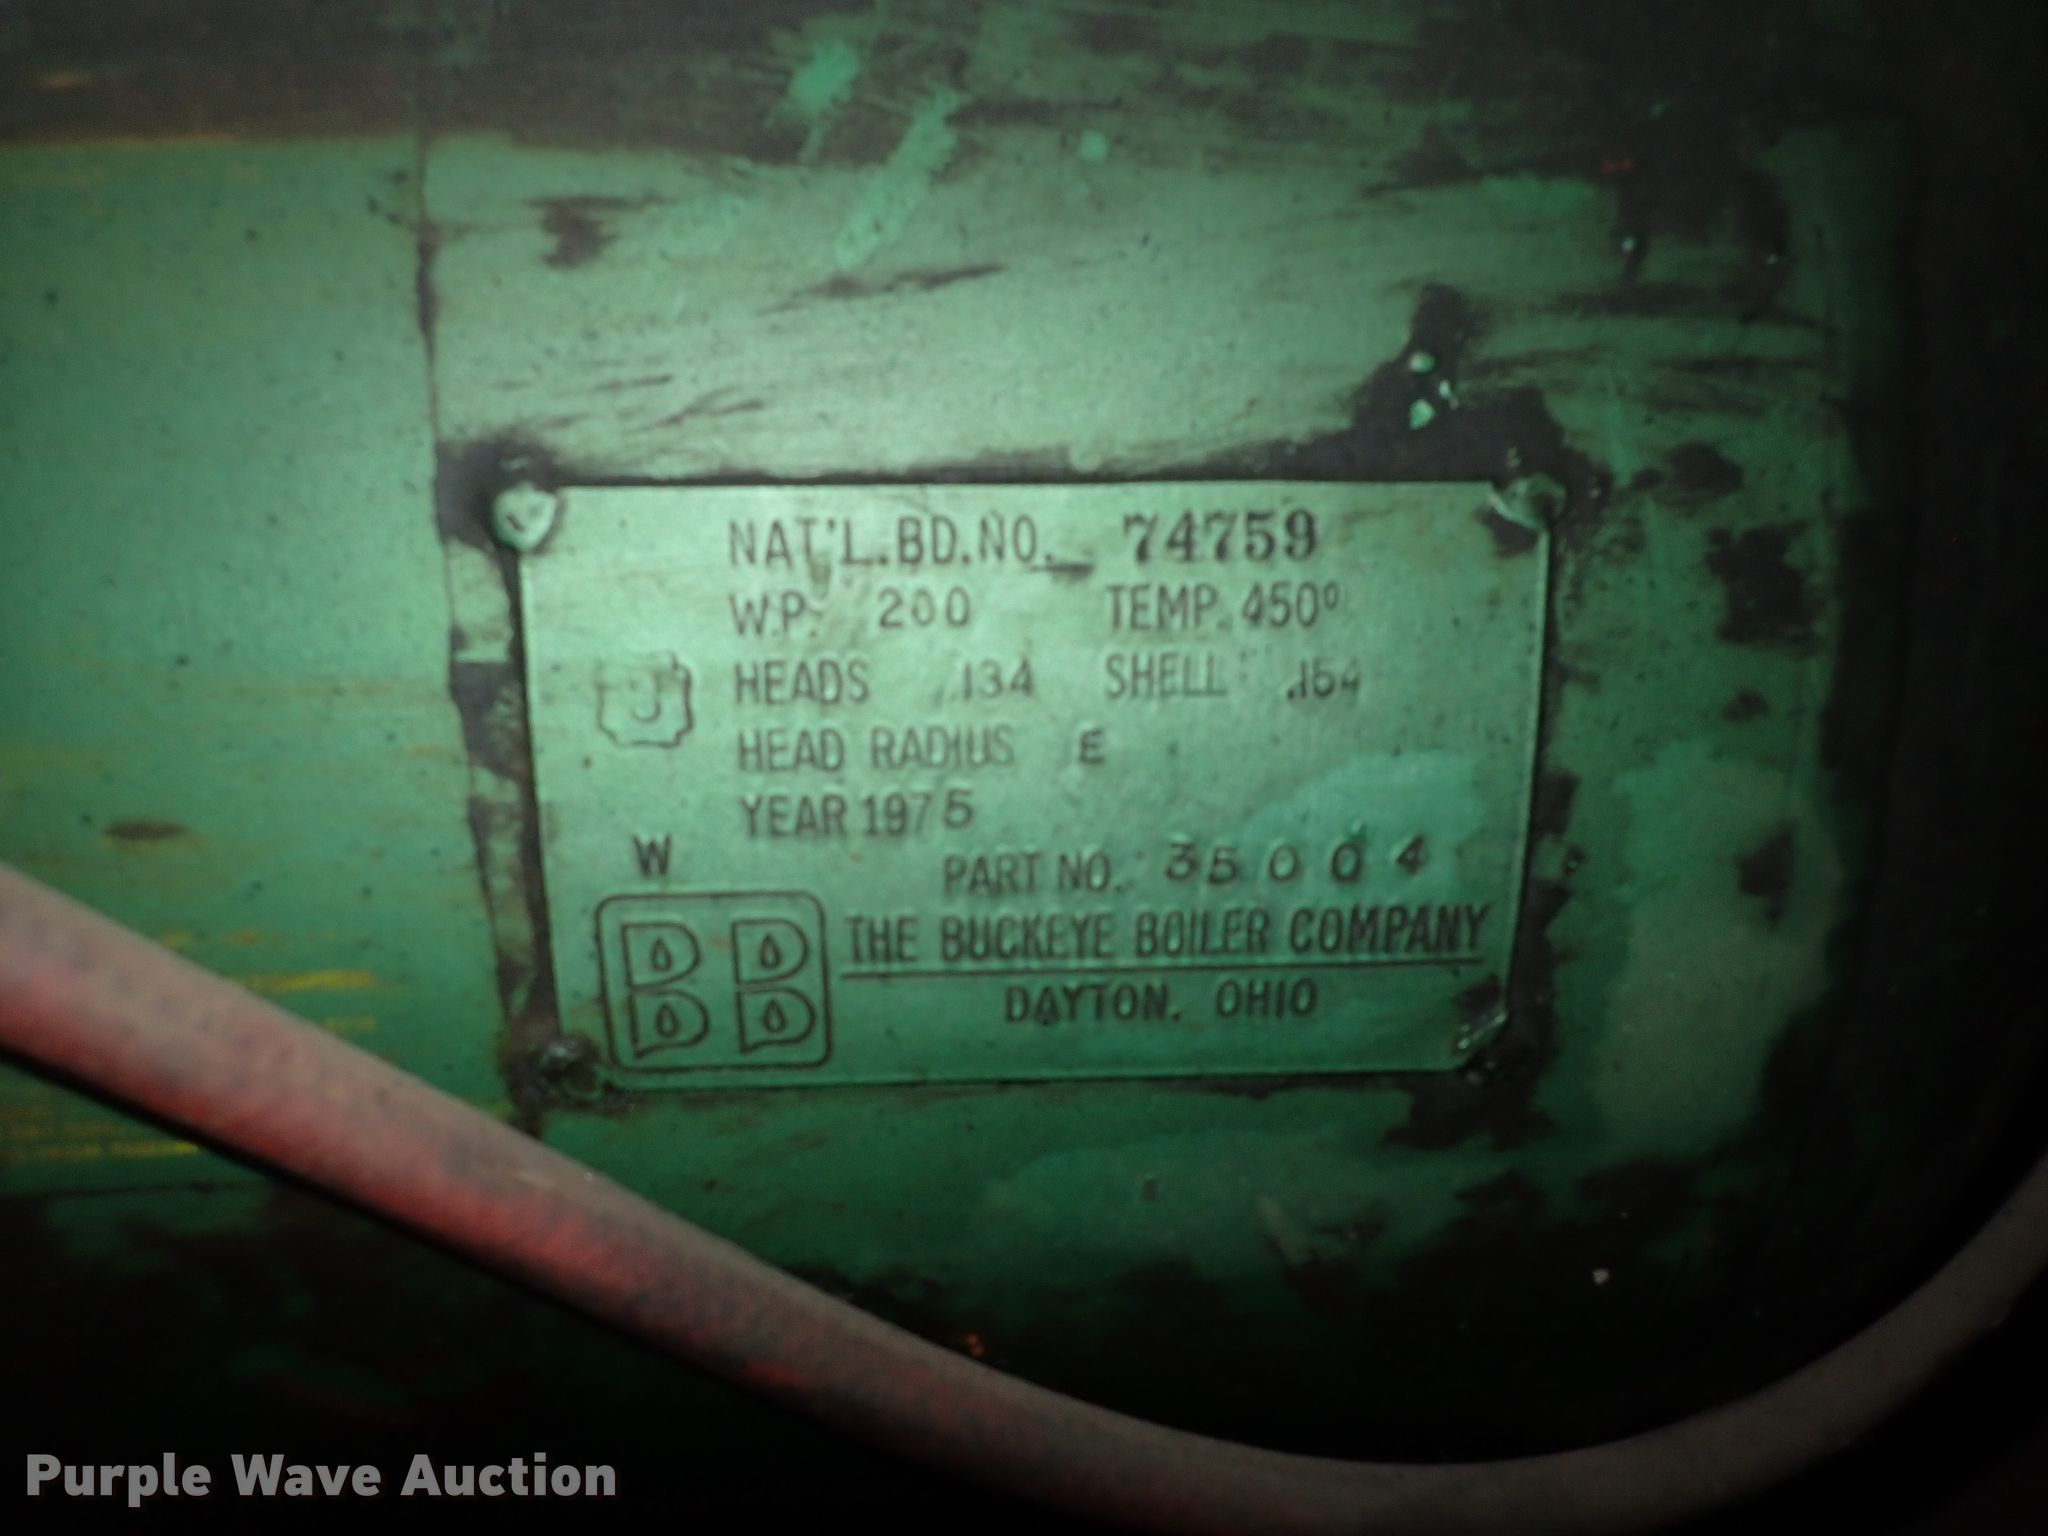 NAT'L.BD.NO. 74759
W.P. 200 TEMP. 450°
U HEADS .134 SHELL .164
HEAD RADIUS E
YEAR 1975
W
PART NO. 35004
THE BUCKEYE BOILER COMPANY
DAYTON, OHIO
Purple Wave Auction